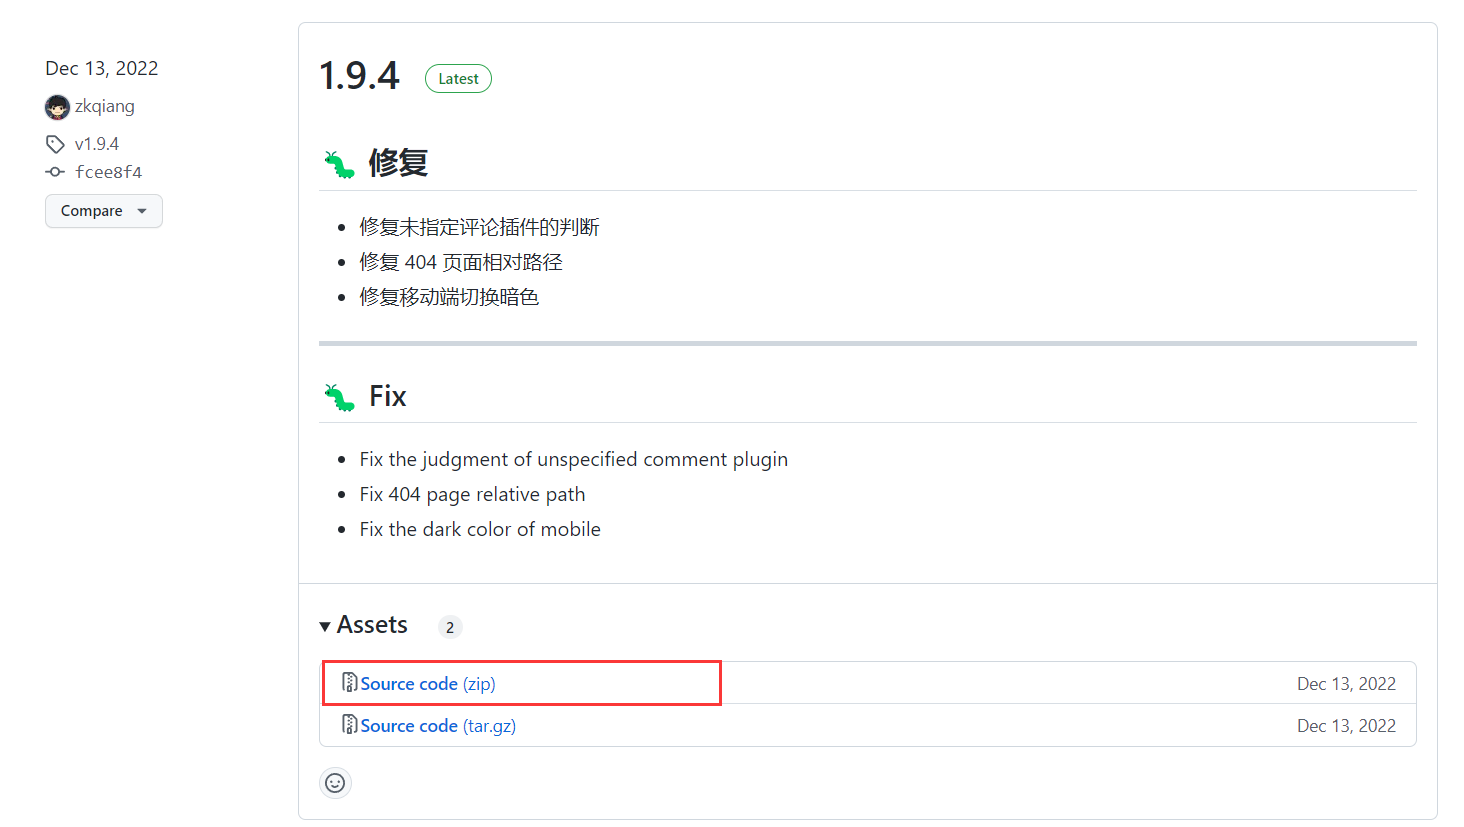 Dec 13, 2022
zkqiang
v1.9.4
fcee8f4
Compare
1.9.4 Latest
修复
修复未指定评论插件的判断
修复 404 页面相对路径
修复移动端切换暗色
Fix
Fix the judgment of unspecified comment plugin
Fix 404 page relative path
Fix the dark color of mobile
Assets 2
Source code (zip) Dec 13, 2022
Source code (tar.gz) Dec 13, 2022